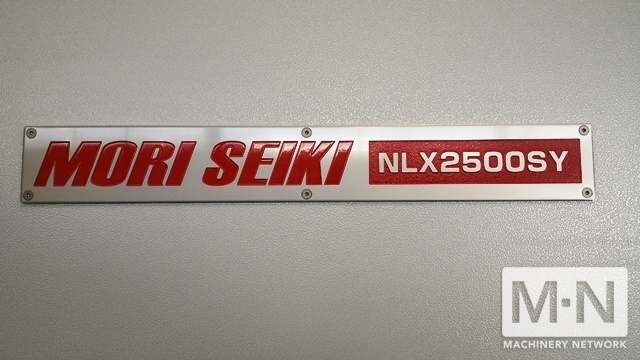 MORI SEIKI NLX2500SY
M·N
MACHINERY NETWORK